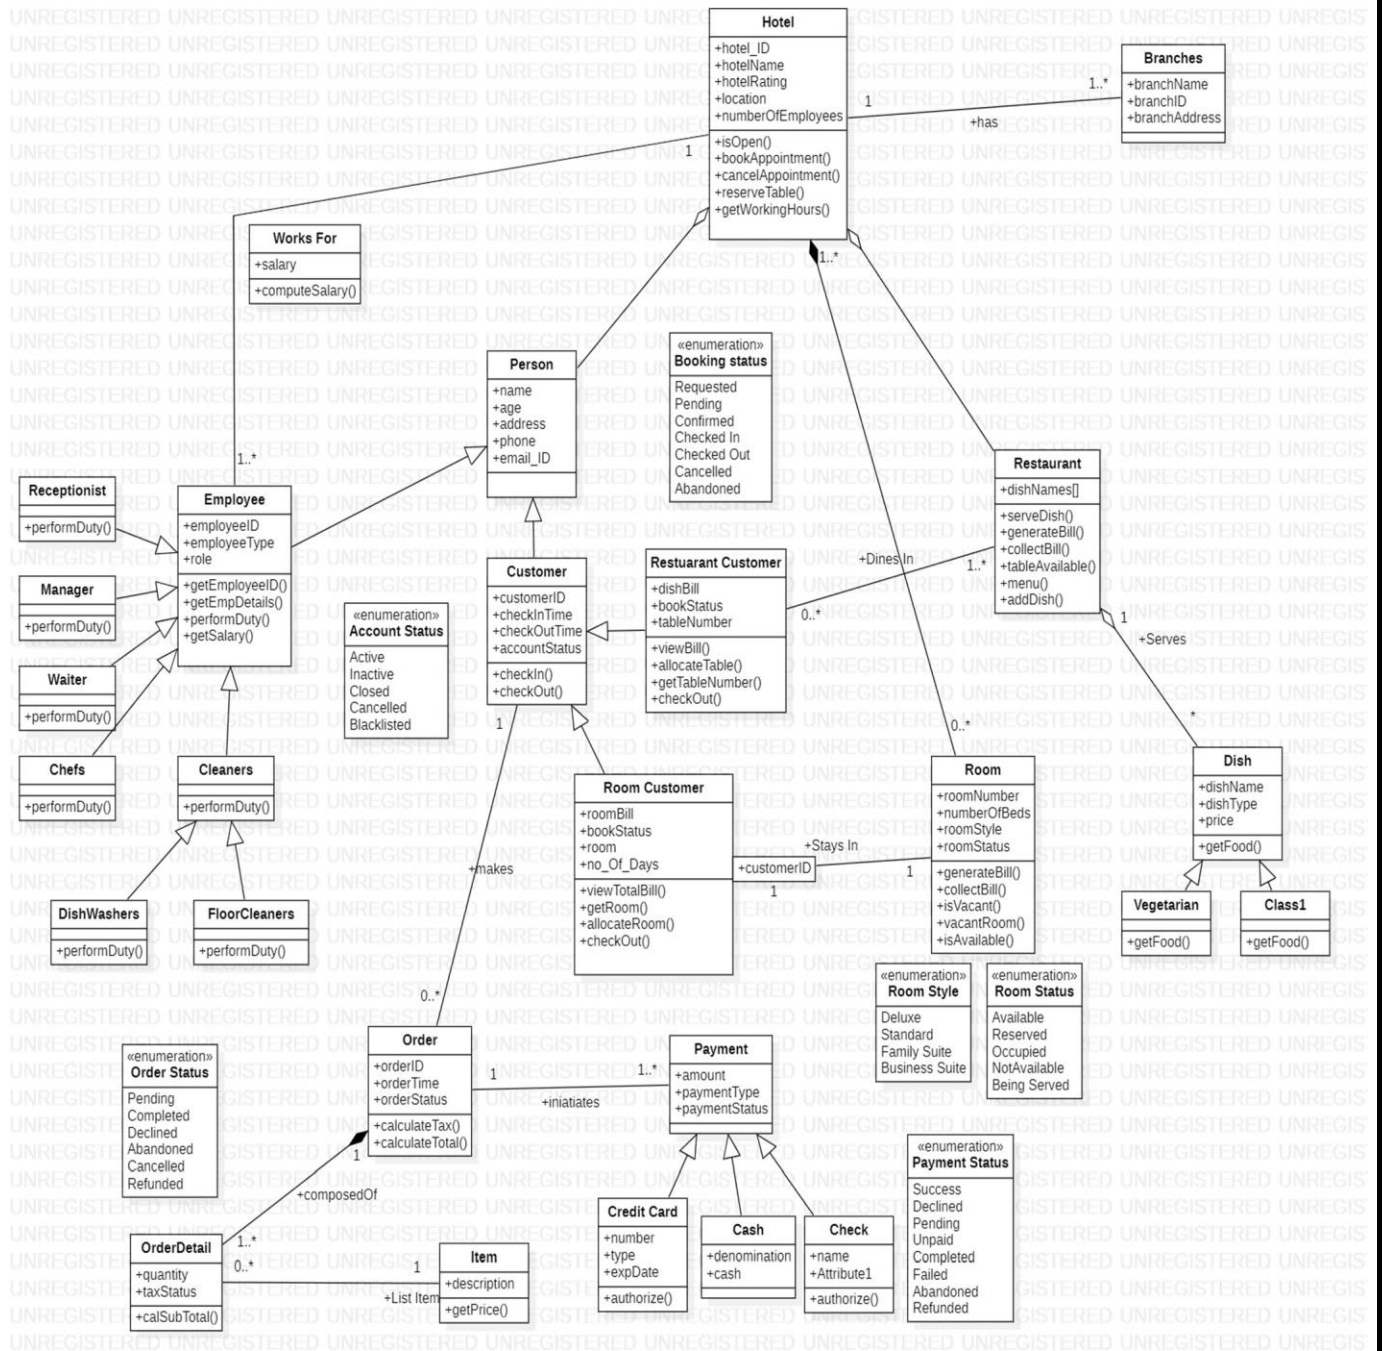 Hotel
+hotel_ID
+hotelName
+hotelRating
+location
+numberOfEmployees
+isOpen()
+bookAppointment()
+cancelAppointment()
+reserveTable()
+getWorkingHours()
1
1..*
+has
Branches
+branchName
+branchID
+branchAddress
1
1..*
1..*
Works For
+salary
+computeSalary()
Person
+name
+age
+address
+phone
+email_ID
«enumeration»
Booking status
Requested
Pending
Confirmed
Checked In
Checked Out
Cancelled
Abandoned
Restaurant
+dishNames[]
+serveDish()
+generateBill()
+collectBill()
+tableAvailable()
+menu()
+addDish()
Receptionist
+performDuty()
Manager
+performDuty()
Waiter
+performDuty()
Chefs
+performDuty()
Employee
+employeeID
+employeeType
+role
+getEmployeeID()
+getEmpDetails()
+performDuty()
+getSalary()
Cleaners
+performDuty()
DishWashers
+performDuty()
FloorCleaners
+performDuty()
«enumeration»
Account Status
Active
Inactive
Closed
Cancelled
Blacklisted
Customer
+customerID
+checkInTime
+checkOutTime
+accountStatus
+checkIn()
+checkOut()
Restuarant Customer
+dishBill
+bookStatus
+tableNumber
+viewBill()
+allocateTable()
+getTableNumber()
+checkOut()
+Dines In
1..*
0..*
1
+Serves
*
0..*
Dish
+dishName
+dishType
+price
+getFood()
Vegetarian
+getFood()
Class1
+getFood()
Room Customer
+roomBill
+bookStatus
+room
+no_Of_Days
+viewTotalBill()
+getRoom()
+allocateRoom()
+checkOut()
+customerID
+Stays In
1
1
Room
+roomNumber
+numberOfBeds
+roomStyle
+roomStatus
+generateBill()
+collectBill()
+isVacant()
+vacantRoom()
+isAvailable()
«enumeration»
Room Style
Deluxe
Standard
Family Suite
Business Suite
«enumeration»
Room Status
Available
Reserved
Occupied
NotAvailable
Being Served
1
+makes
0..*
«enumeration»
Order Status
Pending
Completed
Declined
Abandoned
Cancelled
Refunded
Order
+orderID
+orderTime
+orderStatus
+calculateTax()
+calculateTotal()
1
1..*
+iniatiates
Payment
+amount
+paymentType
+paymentStatus
1
+composedOf
1..*
OrderDetail
+quantity
+taxStatus
+calSubTotal()
0..*
1
+List Item
Item
+description
+getPrice()
Credit Card
+number
+type
+expDate
+authorize()
Cash
+denomination
+cash
Check
+name
+Attribute1
+authorize()
«enumeration»
Payment Status
Success
Declined
Pending
Unpaid
Completed
Failed
Abandoned
Refunded